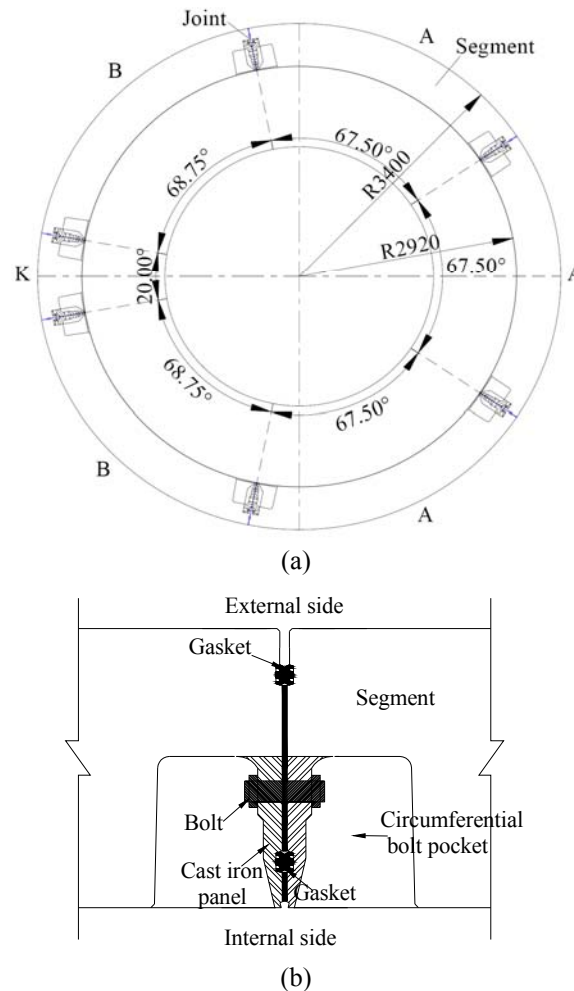 Joint
A
B
Segment
67.50°
68.75°
R3400
R2920
K
20.00°
67.50°
A
68.75°
67.50°
B
A
(a)
External side
Gasket
Segment
Bolt
Circumferential
bolt pocket
Cast iron
panel
Gasket
Internal side
(b)